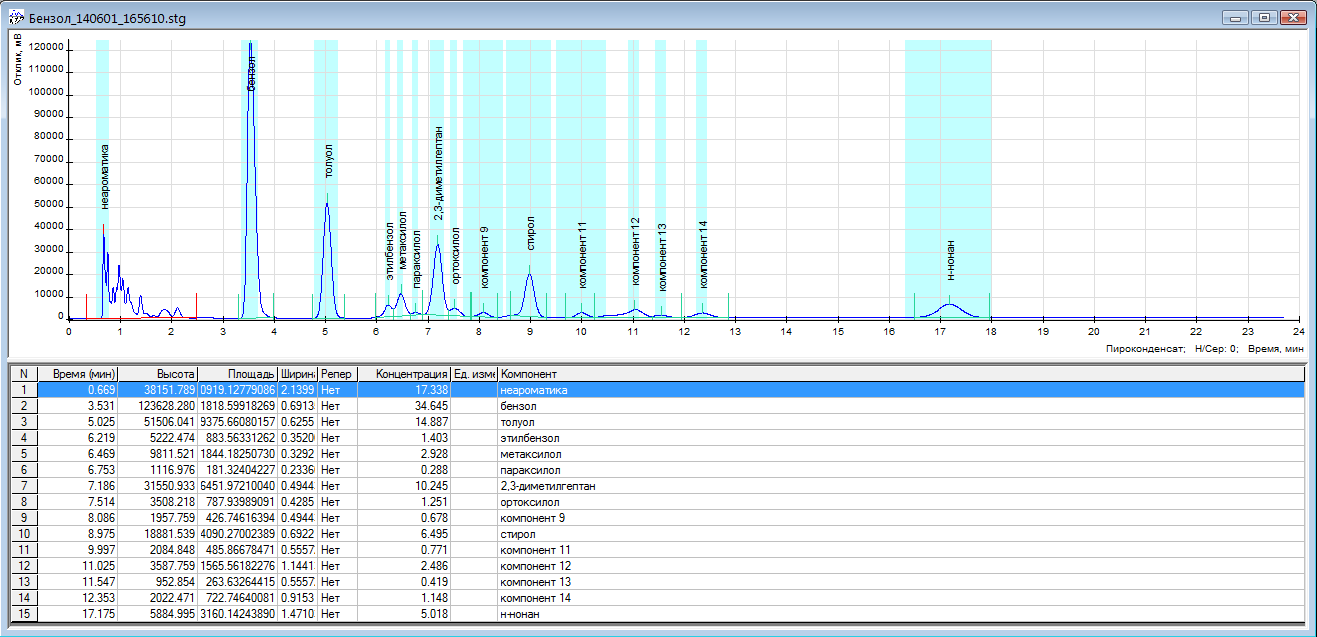 Бензол_140601_165610.stg
Отклик, мВ
120000
110000
100000
90000
80000
70000
60000
50000
40000
30000
20000
10000
0
неароматика
бензол
толуол
этилбензол
метаксилол
параксилол
2,3-диметилгептан
ортоксилол
компонент 9
стирол
компонент 11
компонент 12
компонент 13
компонент 14
н-нонан
0 1 2 3 4 5 6 7 8 9 10 11 12 13 14 15 16 17 18 19 20 21 22 23 24
Пироконденсат; Н/Сер: 0; Время, мин
N Время (мин) Высота Площадь Ширина Репер Концентрация Ед. изме Компонент
1 0.669 38151.789 0919.12779086 2.1399 Нет 17.338 неароматика
2 3.531 123628.280 1818.59918269 0.6913 Нет 34.645 бензол
3 5.025 51506.041 9375.66080157 0.6255 Нет 14.887 толуол
4 6.219 5222.474 883.56331262 0.3520 Нет 1.403 этилбензол
5 6.469 9811.521 1844.18250730 0.3292 Нет 2.928 метаксилол
6 6.753 1116.976 181.32404227 0.2336 Нет 0.288 параксилол
7 7.186 31550.933 6451.97210040 0.4944 Нет 10.245 2,3-диметилгептан
8 7.514 3508.218 787.93989091 0.4285 Нет 1.251 ортоксилол
9 8.086 1957.759 426.74616394 0.4944 Нет 0.678 компонент 9
10 8.975 18881.539 4090.27002389 0.6922 Нет 6.495 стирол
11 9.997 2084.848 485.86678471 0.5557 Нет 0.771 компонент 11
12 11.025 3587.759 1565.56182276 1.1441 Нет 2.486 компонент 12
13 11.547 952.854 263.63264415 0.5557 Нет 0.419 компонент 13
14 12.353 2022.471 722.74640081 0.9153 Нет 1.148 компонент 14
15 17.175 5884.995 3160.14243890 1.4710 Нет 5.018 н-нонан